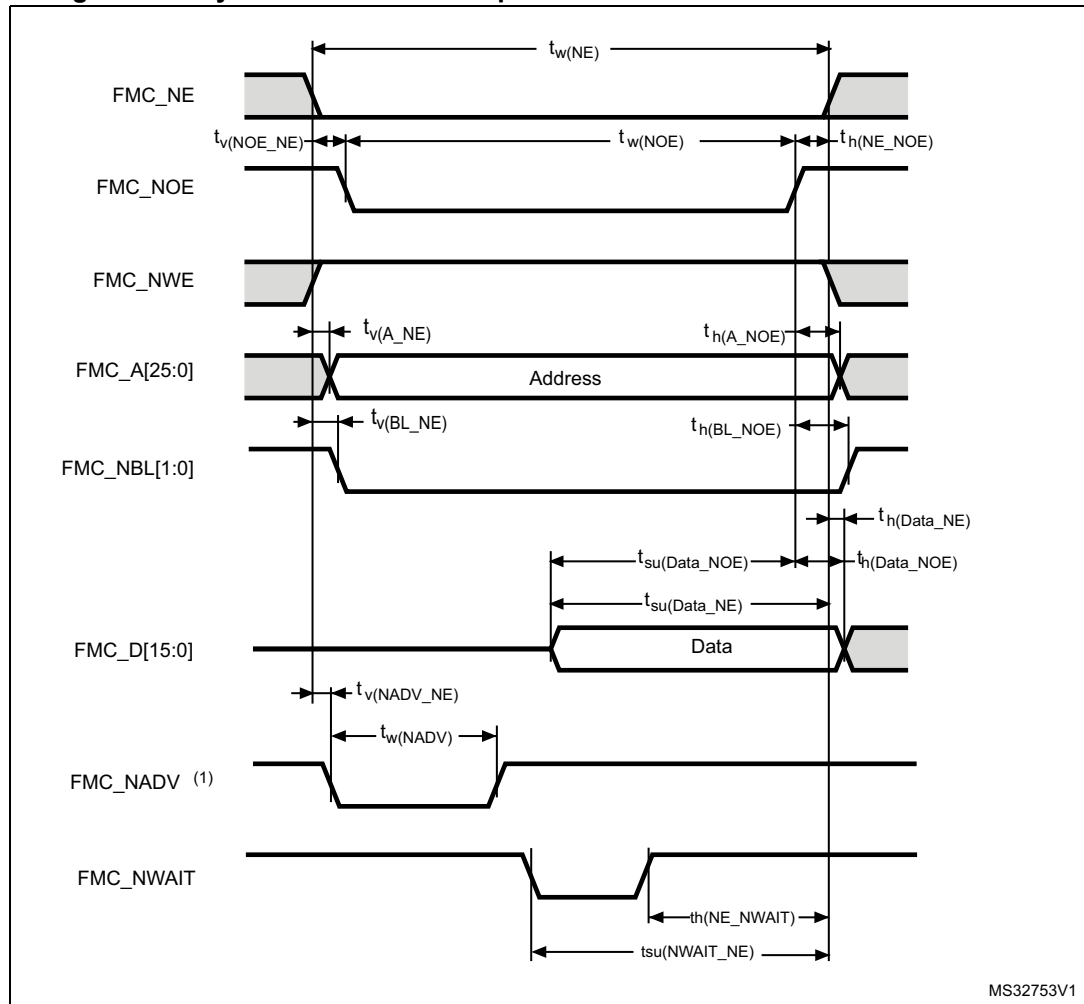 tw(NE)
FMC_NE
tv(NOE_NE)
tw(NOE)
th(NE_NOE)
FMC_NOE
FMC_NWE
tv(A_NE)
th(A_NOE)
FMC_A[25:0]
Address
tv(BL_NE)
th(BL_NOE)
FMC_NBL[1:0]
th(Data_NE)
tsu(Data_NOE)
th(Data_NOE)
tsu(Data_NE)
FMC_D[15:0]
Data
tv(NADV_NE)
tw(NADV)
FMC_NADV (1)
FMC_NWAIT
th(NE_NWAIT)
tsu(NWAIT_NE)
MS32753V1